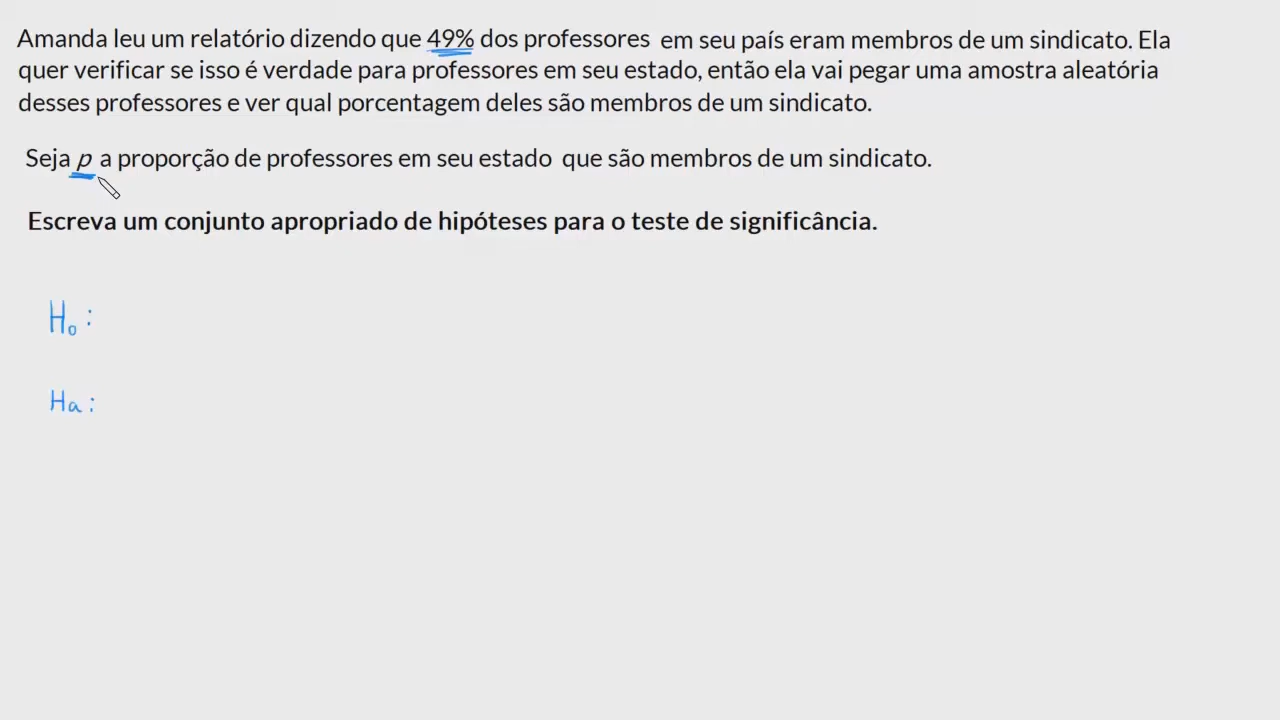 Amanda leu um relatório dizendo que 49% dos professores em seu país eram membros de um sindicato. Ela
quer verificar se isso é verdade para professores em seu estado, então ela vai pegar uma amostra aleatória
desses professores e ver qual porcentagem deles são membros de um sindicato.
Seja p a proporção de professores em seu estado que são membros de um sindicato.
Escreva um conjunto apropriado de hipóteses para o teste de significância.
H₀ :
Hₐ :